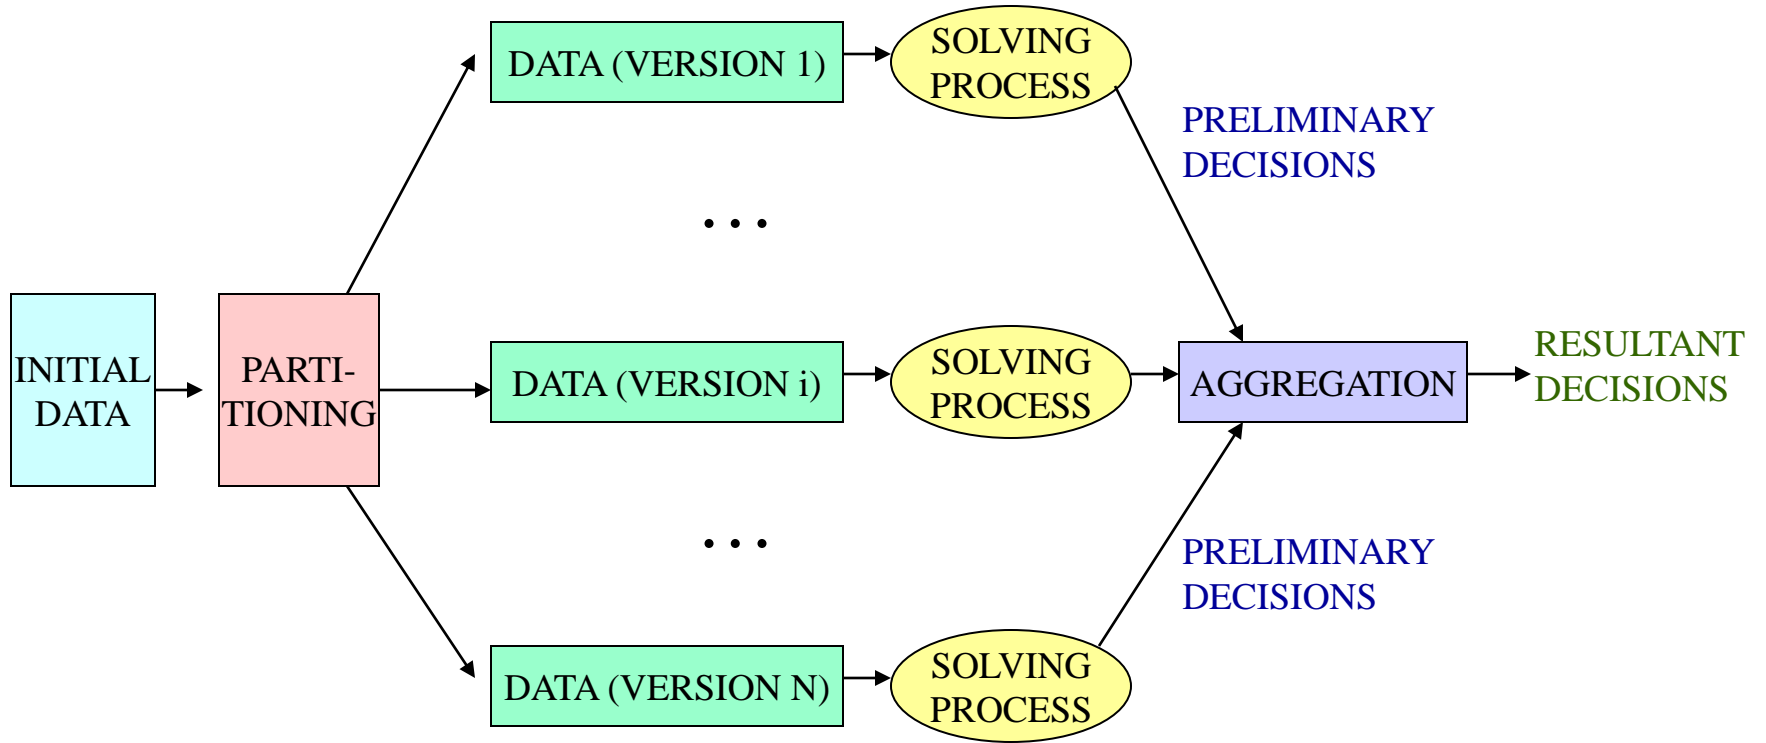 DATA (VERSION 1)
SOLVING
PROCESS
PRELIMINARY
DECISIONS
...
INITIAL
DATA
PARTI-
TIONING
DATA (VERSION i)
SOLVING
PROCESS
AGGREGATION
RESULTANT
DECISIONS
...
PRELIMINARY
DECISIONS
DATA (VERSION N)
SOLVING
PROCESS